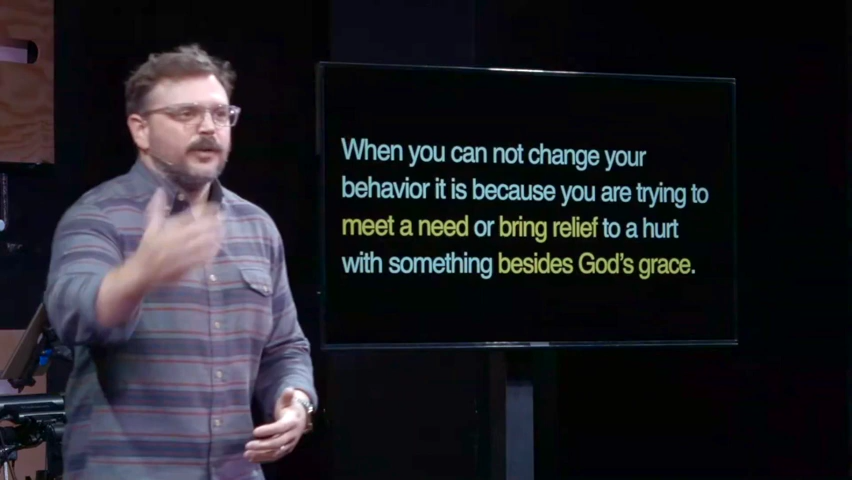 When you can not change your
behavior it is because you are trying to
meet a need or bring relief to a hurt
with something besides God's grace.